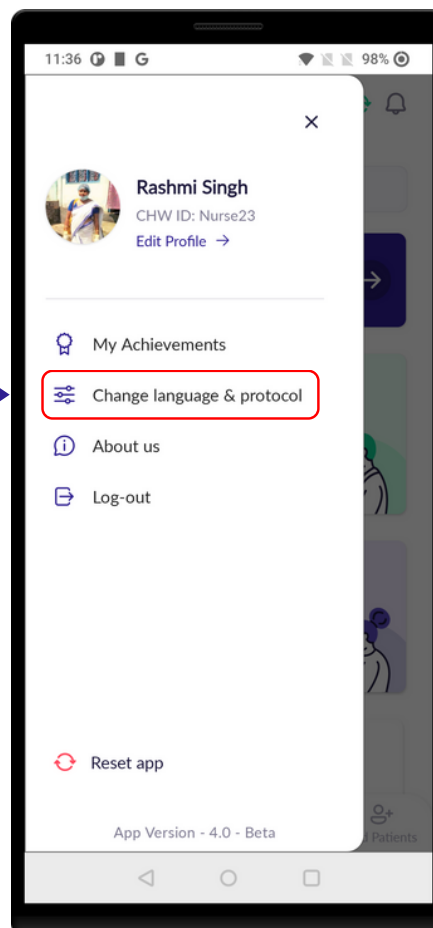 11:36 G 98%
Rashmi Singh
CHW ID: Nurse23
Edit Profile →
My Achievements
Change language & protocol
About us
Log-out
Reset app
App Version - 4.0 - Beta
Patients